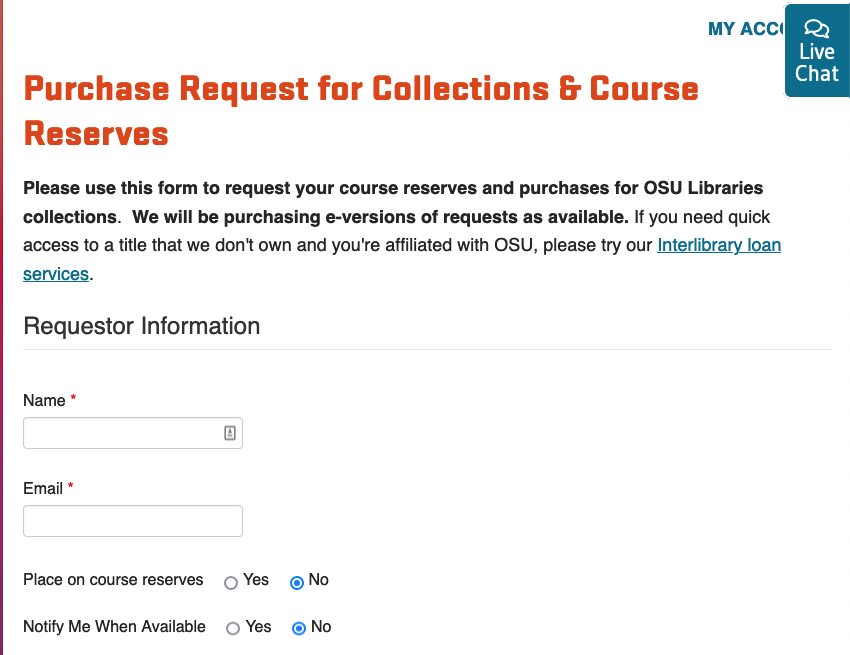 MY ACC
Live
Chat
Purchase Request for Collections & Course
Reserves
Please use this form to request your course reserves and purchases for OSU Libraries
collections.  We will be purchasing e-versions of requests as available. If you need quick
access to a title that we don't own and you're affiliated with OSU, please try our Interlibrary loan
services.
Requestor Information
Name *
Email *
Place on course reserves Yes No
Notify Me When Available Yes No